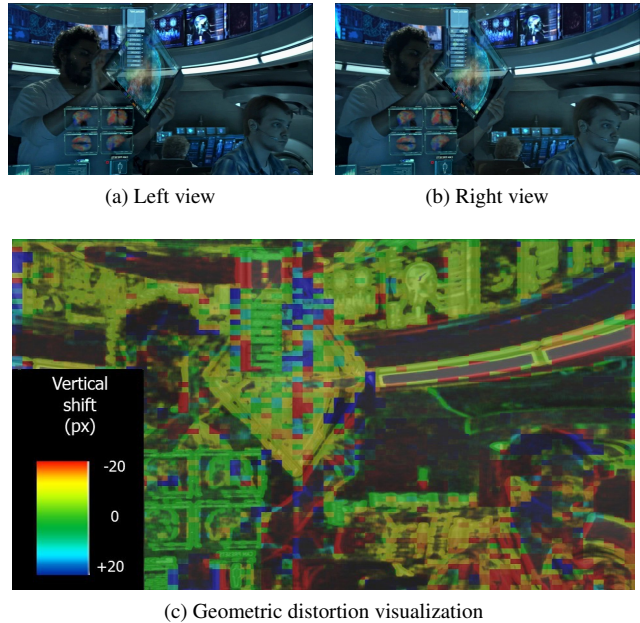 (a) Left view
(b) Right view
Vertical
shift
(px)
-20
0
+20
(c) Geometric distortion visualization